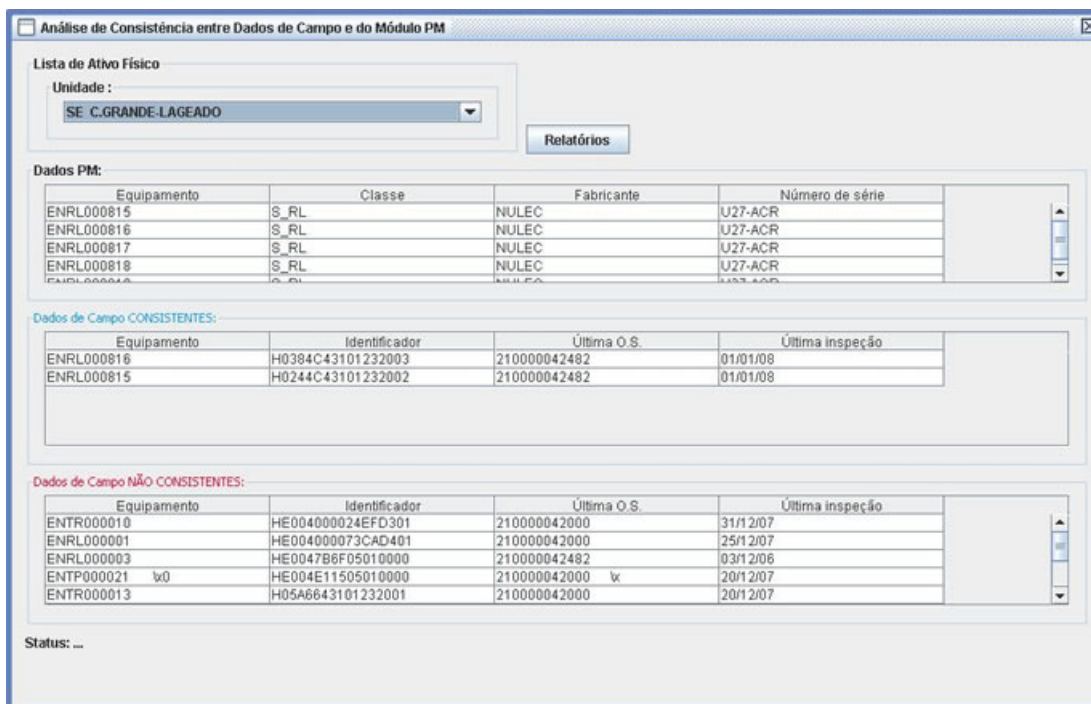 Análise de Consistência entre Dados de Campo e do Módulo PM
Lista de Ativo Físico
Unidade :
SE C.GRANDE-LAGEADO
Relatórios
Dados PM:
Equipamento Classe Fabricante Número de série
ENRL000815 S_RL NULEC U27-ACR
ENRL000816 S_RL NULEC U27-ACR
ENRL000817 S_RL NULEC U27-ACR
ENRL000818 S_RL NULEC U27-ACR
Dados de Campo CONSISTENTES:
Equipamento Identificador Última O.S. Última inspeção
ENRL000816 H0384C43101232003 210000042482 01/01/08
ENRL000815 H0244C43101232002 210000042482 01/01/08
Dados de Campo NÃO CONSISTENTES:
Equipamento Identificador Última O.S. Última inspeção
ENTR000010 HE004000024EFD301 210000042000 31/12/07
ENRL000001 HE004000073CAD401 210000042000 25/12/07
ENRL000003 HE0047B6F05010000 210000042482 03/12/06
ENTP000021 \x0 HE004E11505010000 210000042000 \x 20/12/07
ENTR000013 H05A6643101232001 210000042000 20/12/07
Status: ...